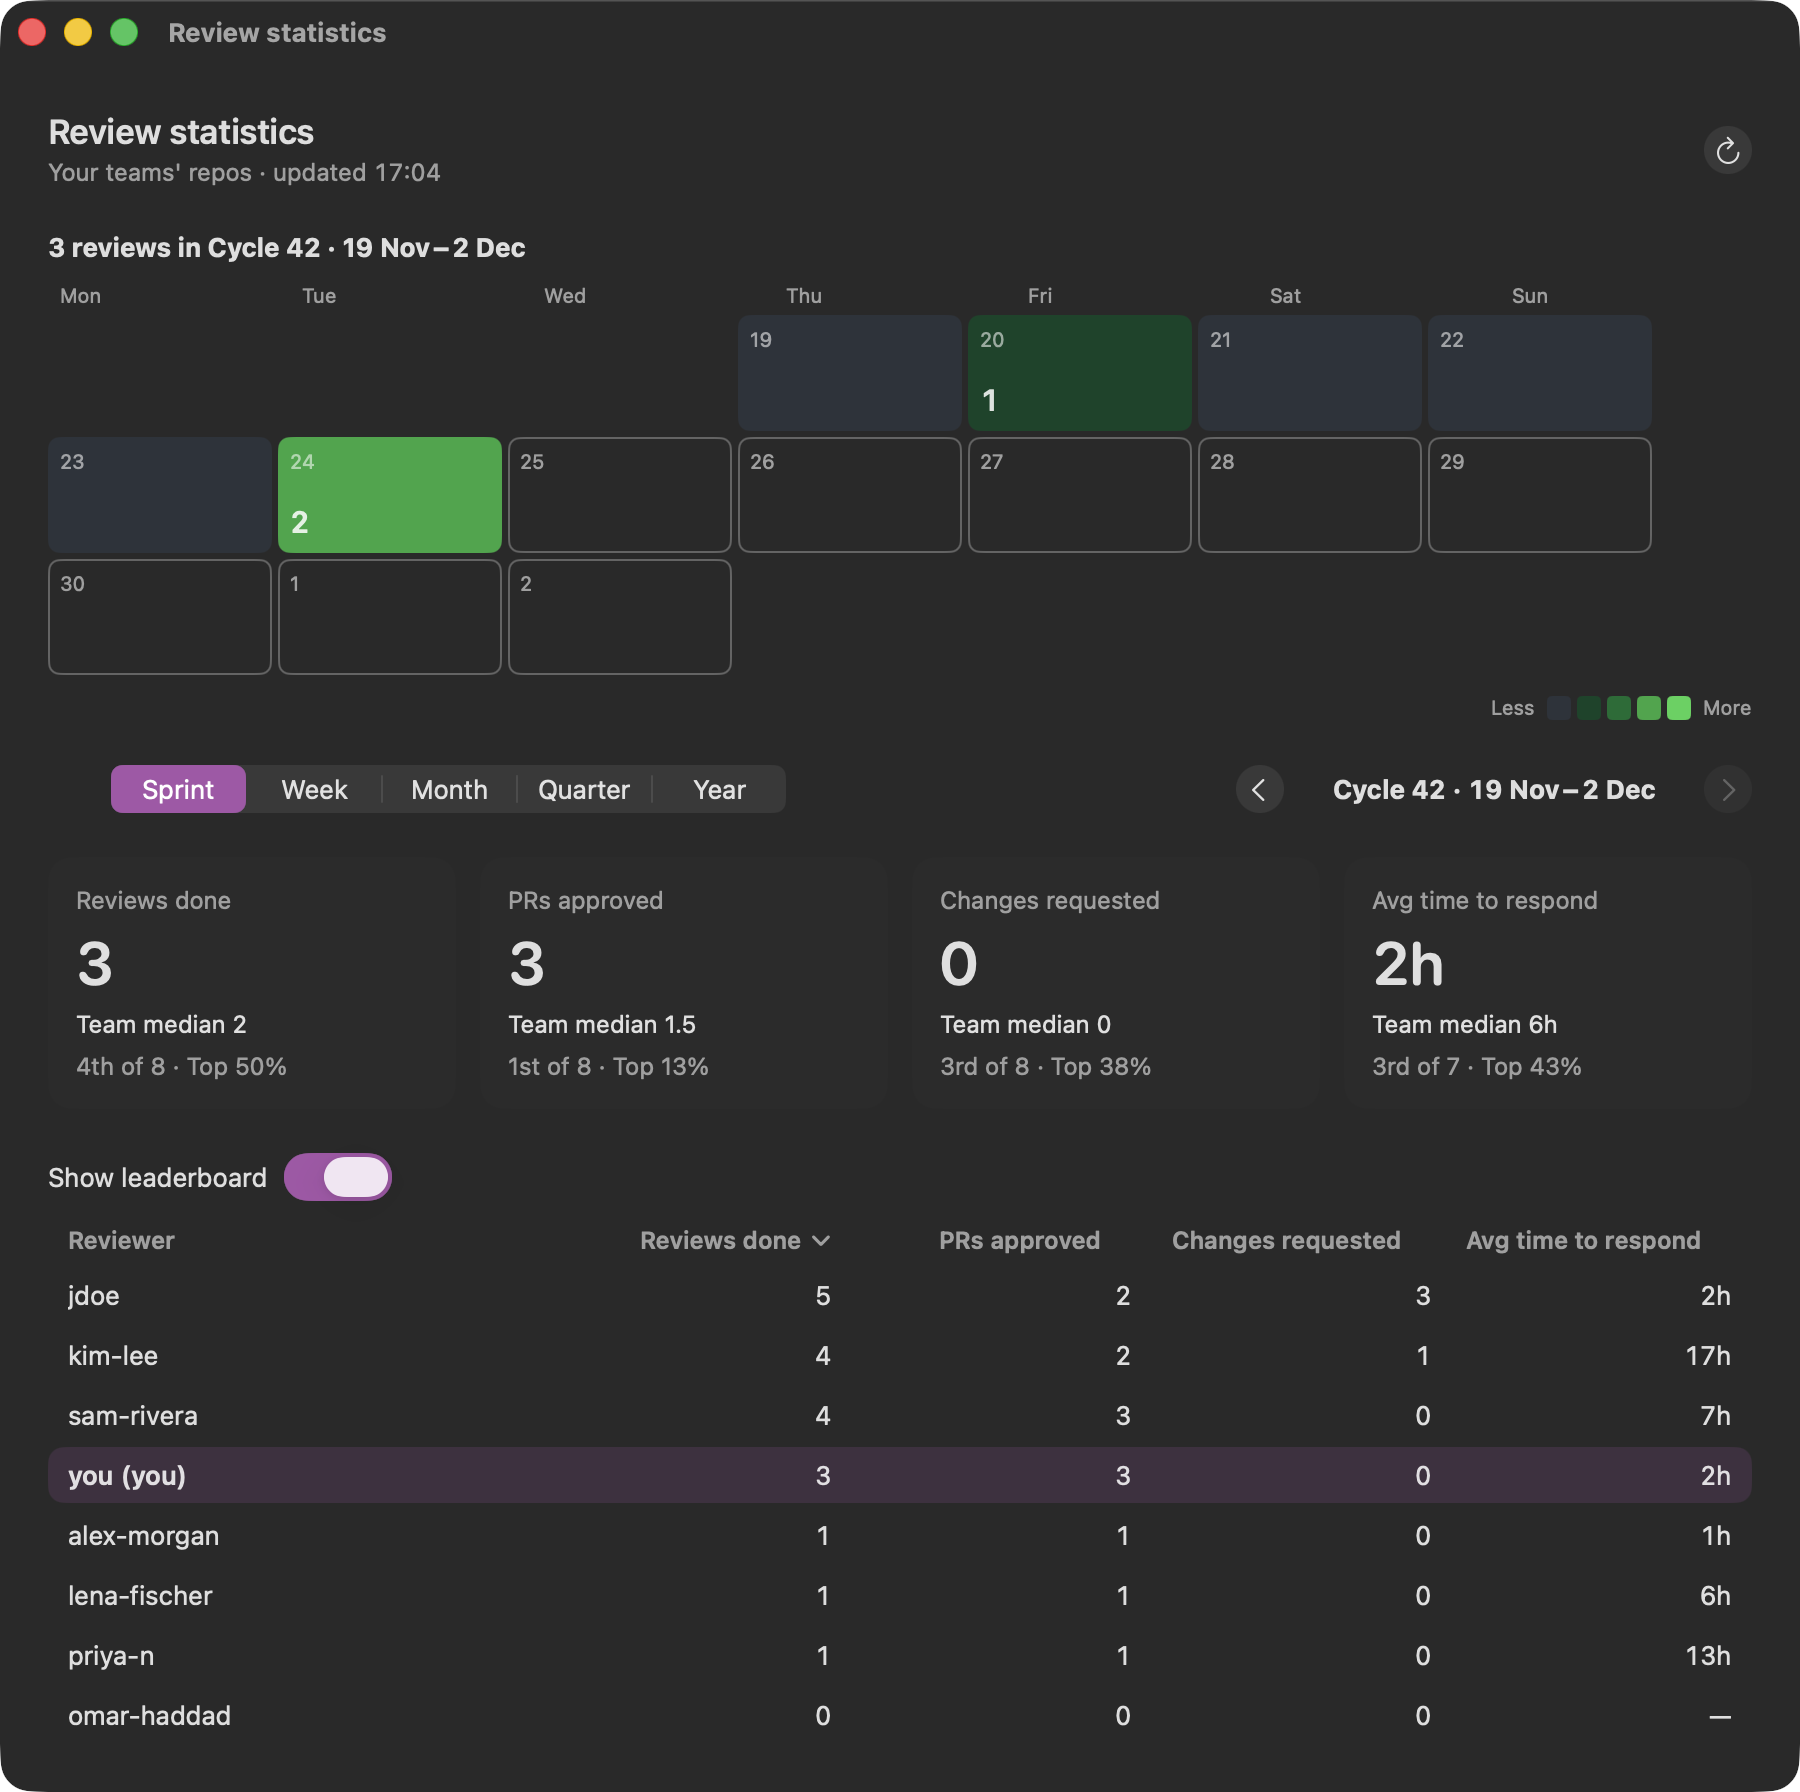 Review statistics
Review statistics
Your teams' repos · updated 17:04
3 reviews in Cycle 42 · 19 Nov – 2 Dec
Mon Tue Wed Thu Fri Sat Sun
19 20 21 22
1
23 24 25 26 27 28 29
2
30 1 2
Less More
Sprint Week Month Quarter Year
Cycle 42 · 19 Nov – 2 Dec
Reviews done
3
Team median 2
4th of 8 · Top 50%
PRs approved
3
Team median 1.5
1st of 8 · Top 13%
Changes requested
0
Team median 0
3rd of 8 · Top 38%
Avg time to respond
2h
Team median 6h
3rd of 7 · Top 43%
Show leaderboard
Reviewer Reviews done PRs approved Changes requested Avg time to respond
jdoe 5 2 3 2h
kim-lee 4 2 1 17h
sam-rivera 4 3 0 7h
you (you) 3 3 0 2h
alex-morgan 1 1 0 1h
lena-fischer 1 1 0 6h
priya-n 1 1 0 13h
omar-haddad 0 0 0 —